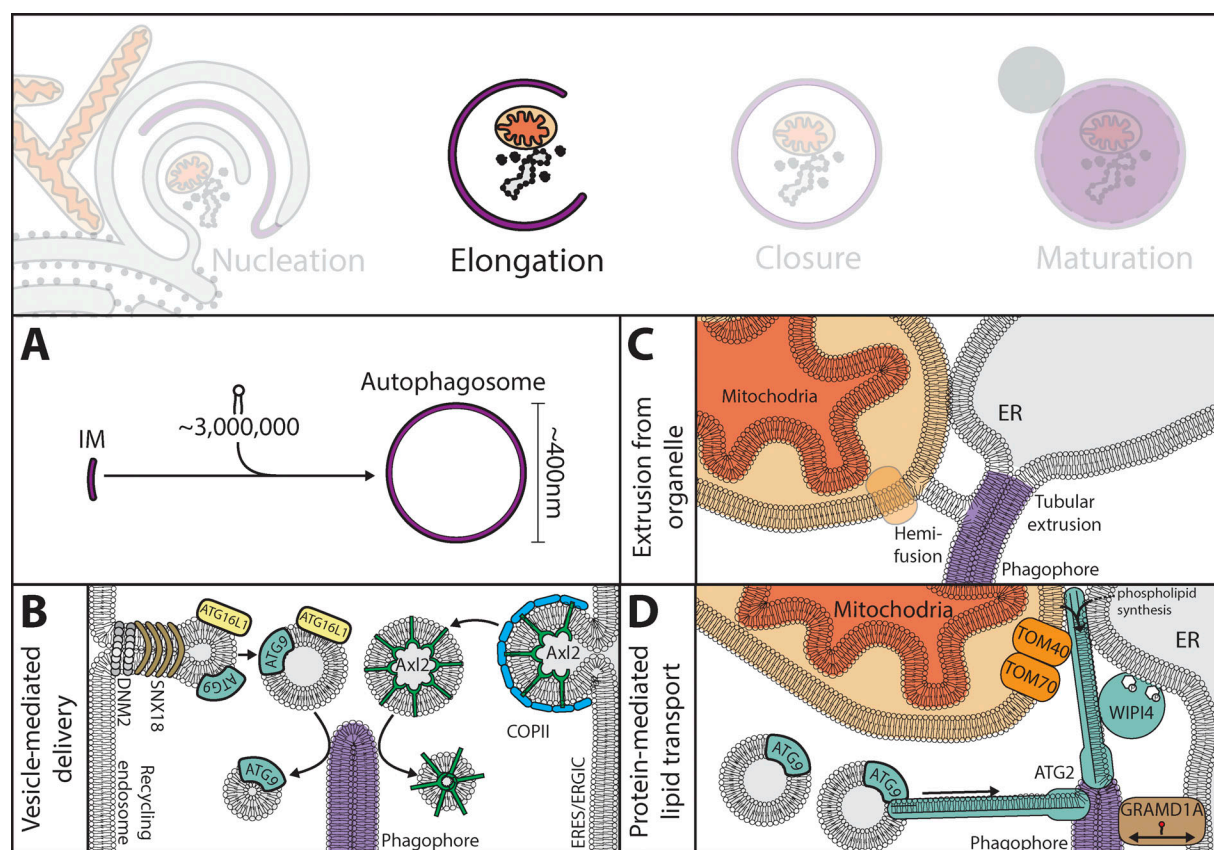 Nucleation
Elongation
Closure
Maturation
A
IM
~3,000,000
Autophagosome
~400nm
B
Vesicle-mediated
delivery
DNM2
SNX18
ATG16L1
ATG9
Recycling
endosome
ATG9
ATG16L1
Axl2
Axl2
COPII
ERES/ERGIC
ATG9
Phagophore
C
Extrusion from
organelle
Mitochodria
ER
Hemi-
fusion
Tubular
extrusion
Phagophore
D
Protein-mediated
lipid transport
Mitochodria
phospholipid
synthesis
TOM40
TOM70
ER
WIPI4
ATG9
ATG9
ATG2
GRAMD1A
Phagophore